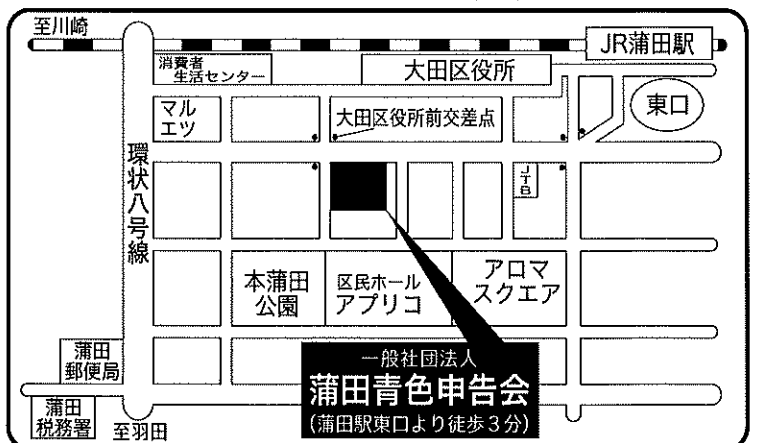 至川崎
JR蒲田駅
消費者
生活センター
大田区役所
東口
マル
エツ
大田区役所前交差点
JTB
環状八号線
本蒲田
公園
区民ホール
アプリコ
アロマ
スクエア
蒲田
郵便局
一般社団法人
蒲田青色申告会
(蒲田駅東口より徒歩3分)
蒲田
税務署
至羽田